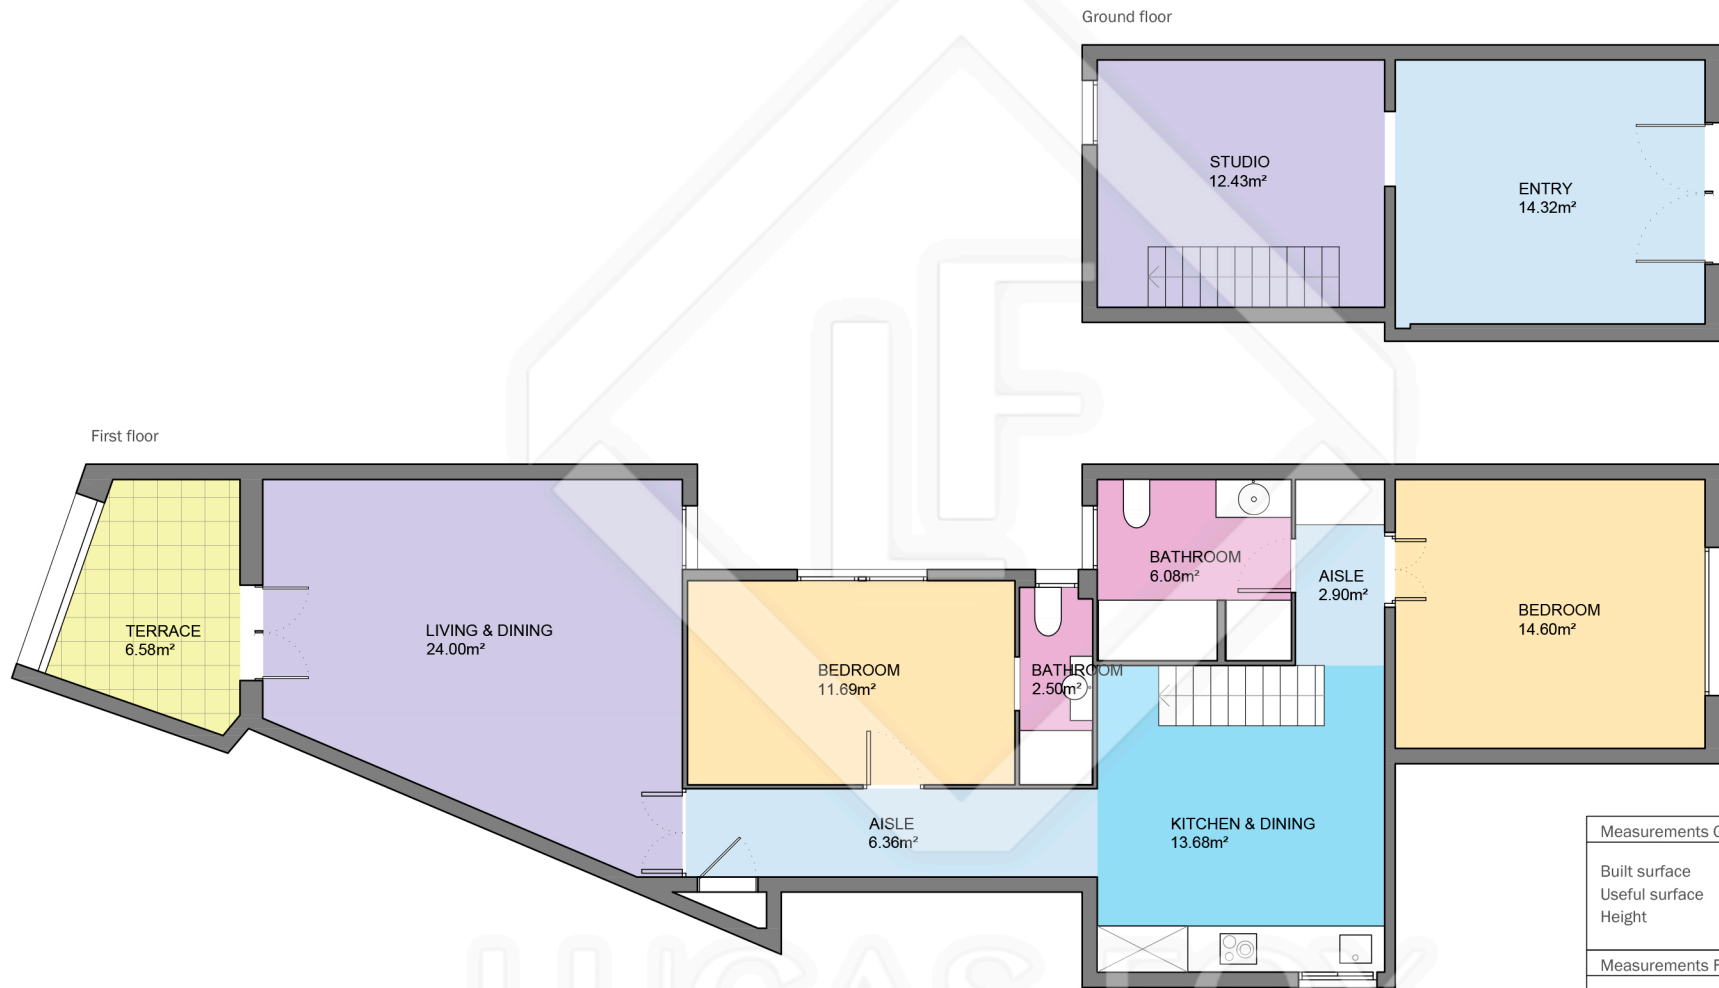 Ground floor
STUDIO
12.43m²
ENTRY
14.32m²
First floor
TERRACE
6.58m²
LIVING & DINING
24.00m²
BEDROOM
11.69m²
BATHROOM
2.50m²
BATHROOM
6.08m²
AISLE
2.90m²
BEDROOM
14.60m²
AISLE
6.36m²
KITCHEN & DINING
13.68m²
Measurements G
Built surface
Useful surface
Height
Measurements F
LUCAS FOX